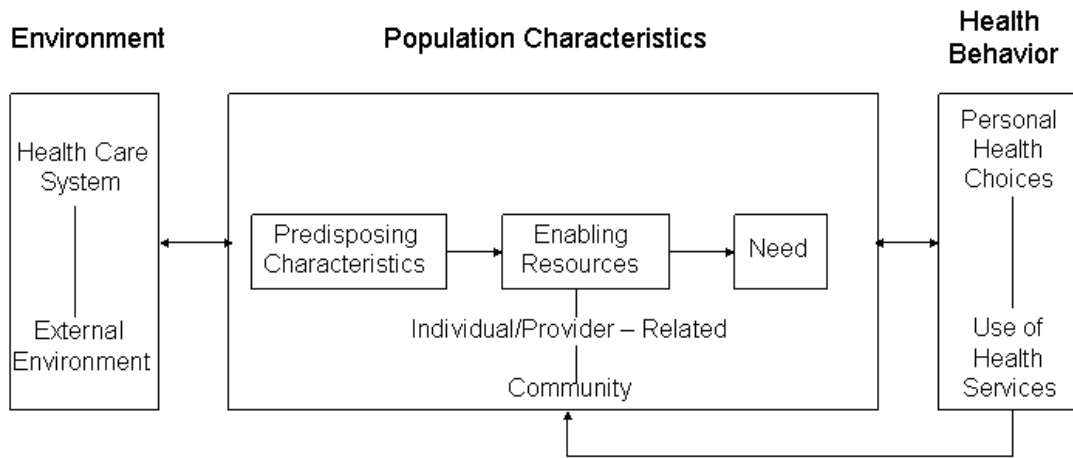 Environment
Population Characteristics
Health
Behavior
Health Care
System
External
Environment
Predisposing
Characteristics
Enabling
Resources
Need
Individual/Provider – Related
Community
Personal
Health
Choices
Use of
Health
Services